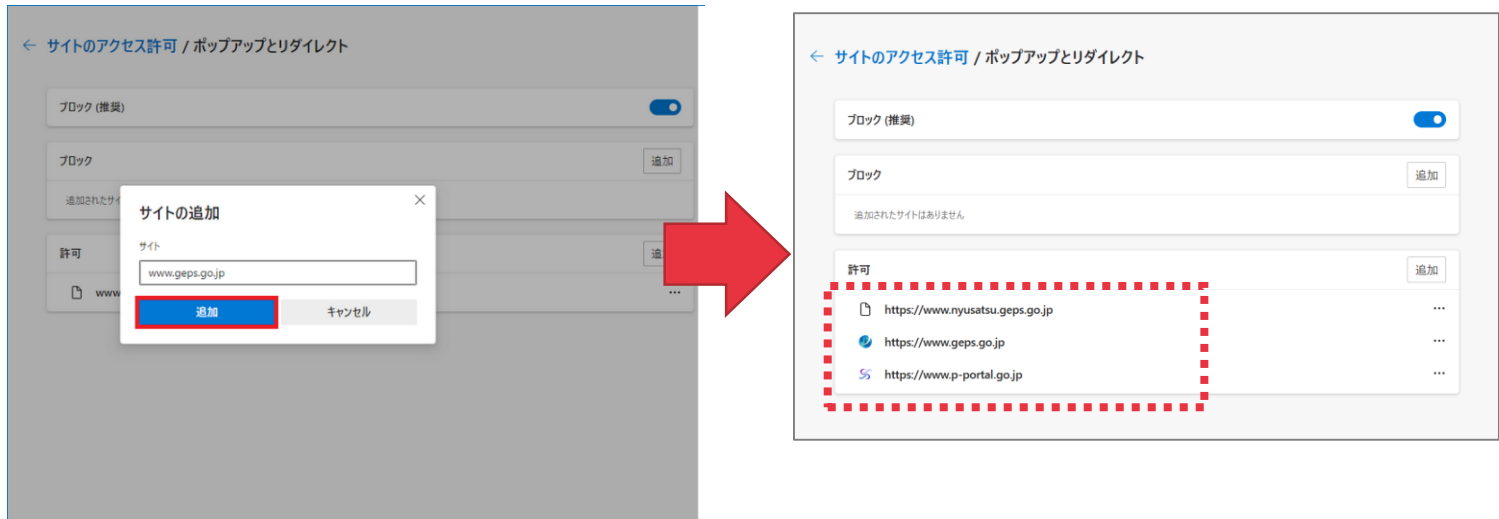 ← サイトのアクセス許可 / ポップアップとリダイレクト
ブロック (推奨)
ブロック
追加
追加されたサイ
サイトの追加
サイト
www.geps.go.jp
追加
キャンセル
許可
www
← サイトのアクセス許可 / ポップアップとリダイレクト
ブロック (推奨)
ブロック
追加
追加されたサイトはありません
許可
追加
https://www.nyusatsu.geps.go.jp
https://www.geps.go.jp
https://www.p-portal.go.jp